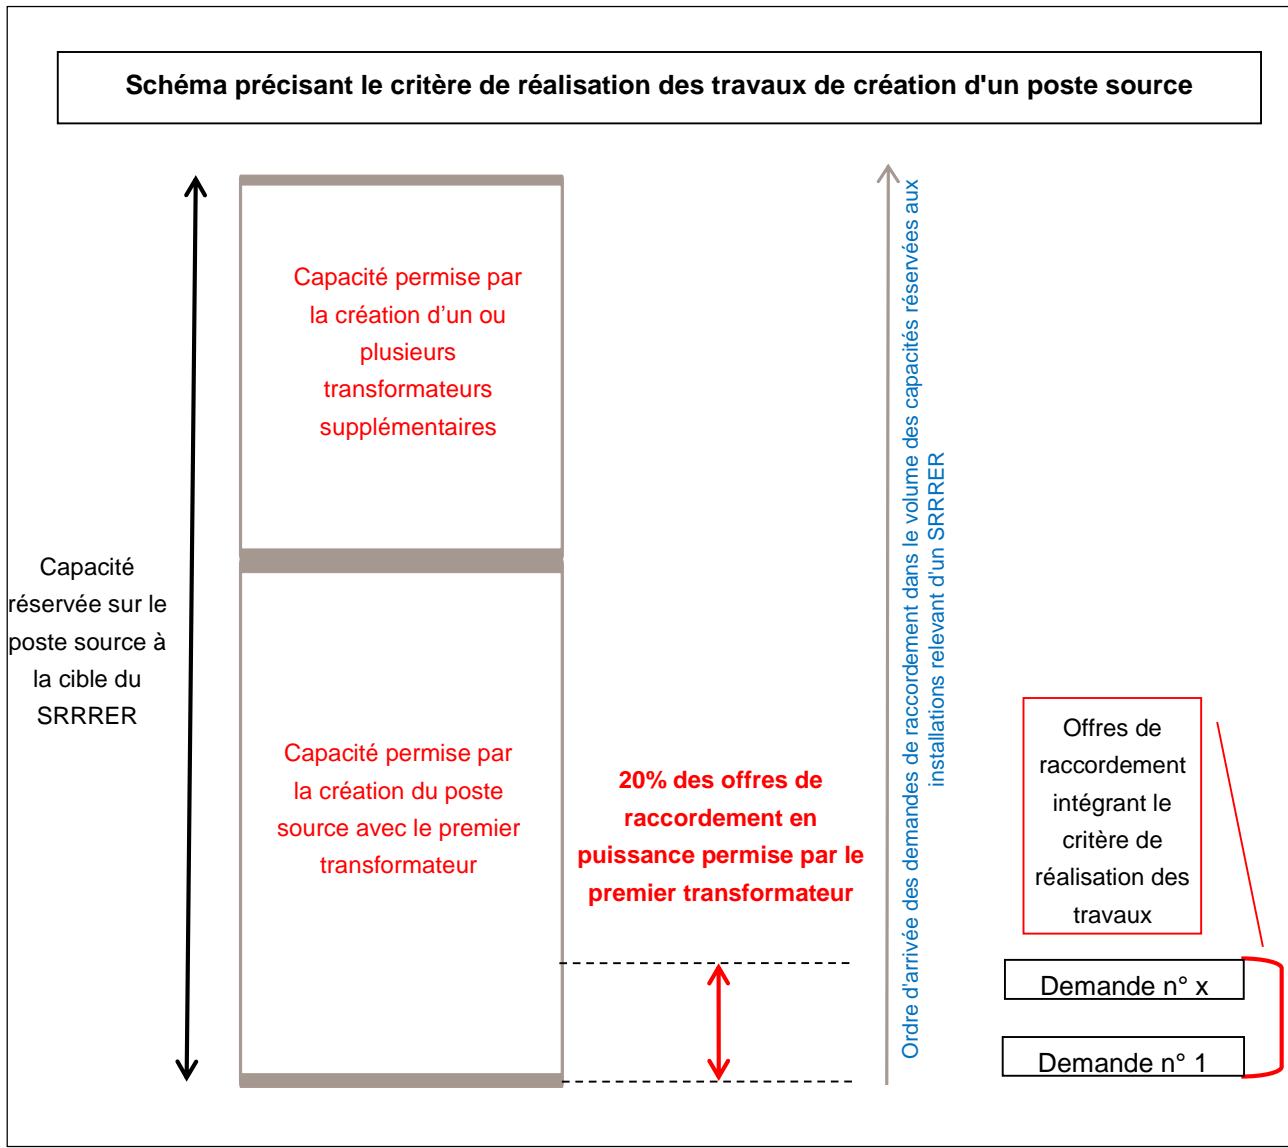 Schéma précisant le critère de réalisation des travaux de création d'un poste source
Capacité permise par
la création d’un ou
plusieurs
transformateurs
supplémentaires
Capacité
réservée sur le
poste source à
la cible du
SRRRER
Capacité permise par
la création du poste
source avec le premier
transformateur
20% des offres de
raccordement en
puissance permise par le
premier transformateur
Ordre d'arrivée des demandes de raccordement dans le volume des capacités réservées aux
installations relevant d'un SRRRER
Offres de
raccordement
intégrant le
critère de
réalisation des
travaux
Demande n° x
Demande n° 1